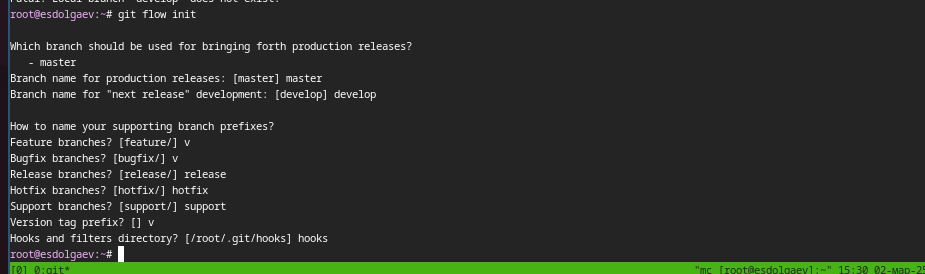 Fatal: Local branch 'develop' does not exist.
root@esdolgaev:~# git flow init
Which branch should be used for bringing forth production releases?
- master
Branch name for production releases: [master] master
Branch name for "next release" development: [develop] develop
How to name your supporting branch prefixes?
Feature branches? [feature/] v
Bugfix branches? [bugfix/] v
Release branches? [release/] release
Hotfix branches? [hotfix/] hotfix
Support branches? [support/] support
Version tag prefix? [] v
Hooks and filters directory? [/root/.git/hooks] hooks
root@esdolgaev:~#
[0] 0:git* "mc [root@esdolgaev]:~" 15:30 02-мар-25